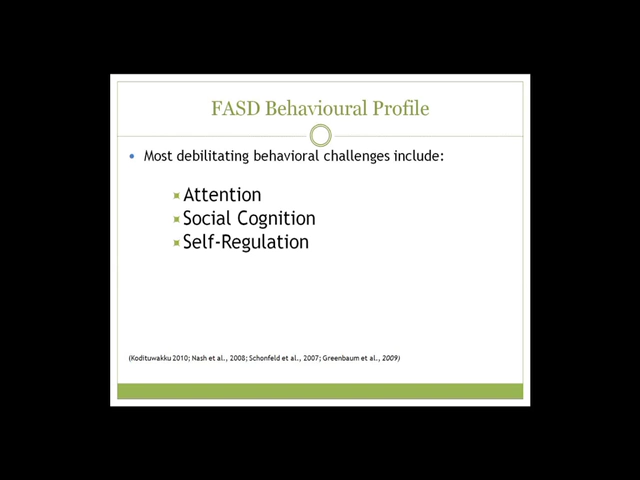 FASD Behavioural Profile
• Most debilitating behavioral challenges include:
Attention
Social Cognition
Self-Regulation
(Kodituwakku 2010; Nash et al., 2008; Schonfeld et al., 2007; Greenbaum et al., 2009)